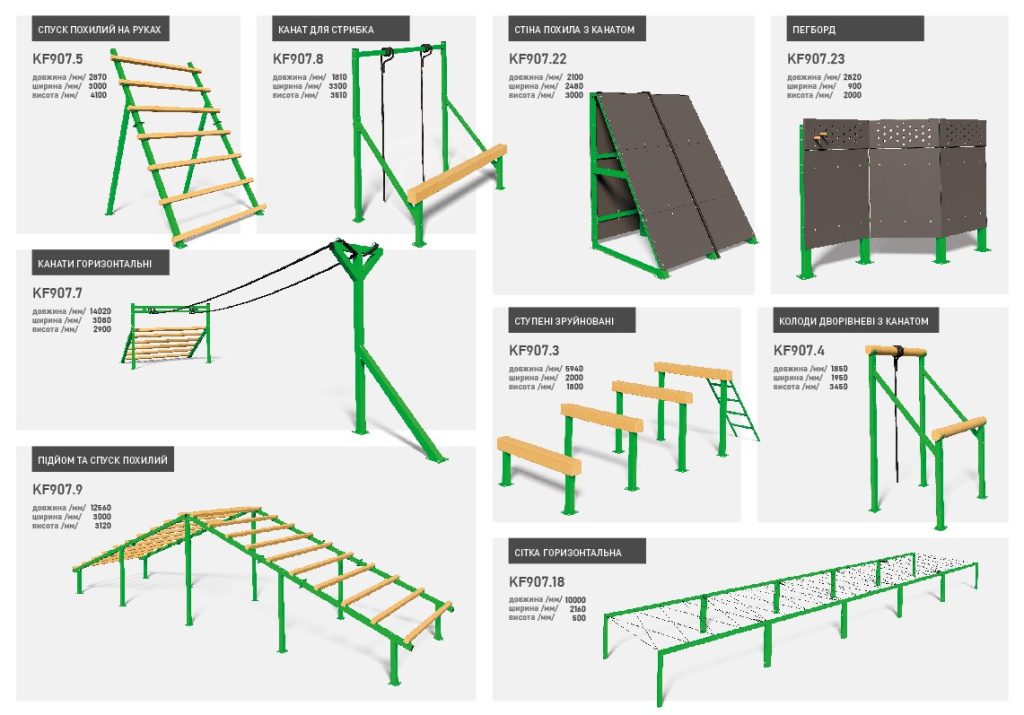 СПУСК ПОХИЛИЙ НА РУКАХ
KF907.5
довжина /мм/ 2870
ширина /мм/ 3000
висота /мм/ 4100
КАНАТ ДЛЯ СТРИБКА
KF907.8
довжина /мм/ 1810
ширина /мм/ 3300
висота /мм/ 3510
СТІНА ПОХИЛА З КАНАТОМ
KF907.22
довжина /мм/ 2100
ширина /мм/ 2480
висота /мм/ 3000
ПЕГБОРД
KF907.23
довжина /мм/ 2820
ширина /мм/ 900
висота /мм/ 2000
КАНАТИ ГОРИЗОНТАЛЬНІ
KF907.7
довжина /мм/ 14020
ширина /мм/ 3080
висота /мм/ 2900
СТУПЕНІ ЗРУЙНОВАНІ
KF907.3
довжина /мм/ 5940
ширина /мм/ 2000
висота /мм/ 1800
КОЛОДИ ДВОРІВНЕВІ З КАНАТОМ
KF907.4
довжина /мм/ 1850
ширина /мм/ 1950
висота /мм/ 3450
ПІДЙОМ ТА СПУСК ПОХИЛИЙ
KF907.9
довжина /мм/ 12560
ширина /мм/ 3000
висота /мм/ 3120
СІТКА ГОРИЗОНТАЛЬНА
KF907.18
довжина /мм/ 10000
ширина /мм/ 2160
висота /мм/ 500